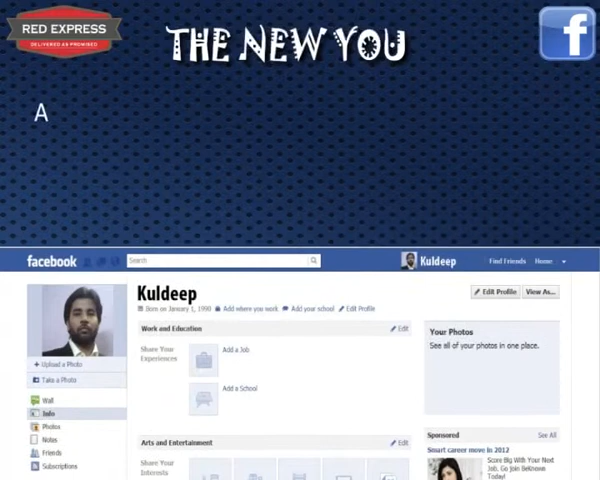 RED EXPRESS
DELIVERED AS PROMISED
THE NEW YOU
f
A
facebook
Search
Kuldeep
Find Friends
Home
Kuldeep
Edit Profile
View As...
Born on January 1, 1990
Add where you work
Add your school
Edit Profile
Work and Education
Edit
Share Your
Experiences
Add a Job
Add a School
Your Photos
See all of your photos in one place.
Upload a Photo
Take a Photo
Wall
Info
Photos
Notes
Friends
Subscriptions
Arts and Entertainment
Edit
Share Your
Interests
Sponsored
See All
Smart career move in 2012
Score Big With Your Next
Job, Go Join BeKnown
Today!